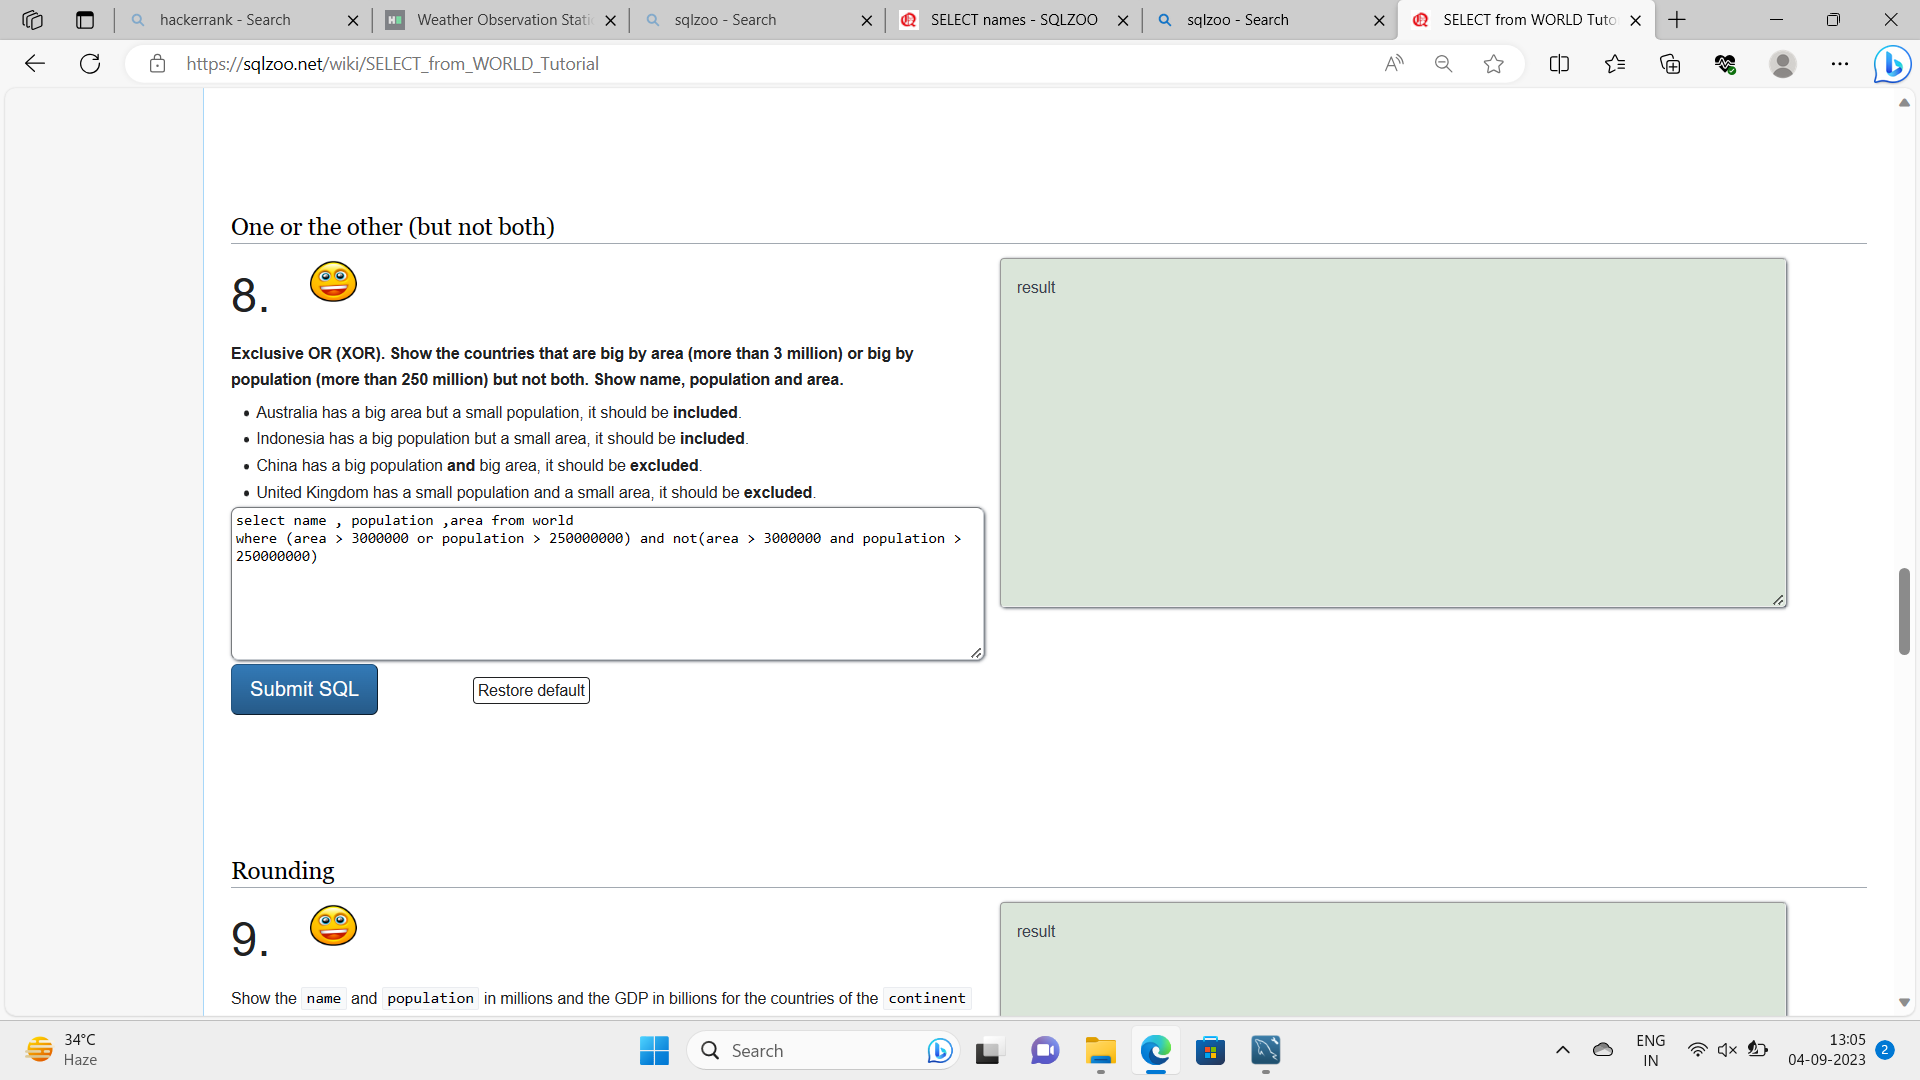 hackerrank - Search
Weather Observation Stati
sqlzoo - Search
SELECT names - SQLZOO
sqlzoo - Search
SELECT from WORLD Tuto
https://sqlzoo.net/wiki/SELECT_from_WORLD_Tutorial
One or the other (but not both)
8.
result
Exclusive OR (XOR). Show the countries that are big by area (more than 3 million) or big by
population (more than 250 million) but not both. Show name, population and area.
Australia has a big area but a small population, it should be included.
Indonesia has a big population but a small area, it should be included.
China has a big population and big area, it should be excluded.
United Kingdom has a small population and a small area, it should be excluded.
select name , population ,area from world
where (area > 3000000 or population > 250000000) and not(area > 3000000 and population >
250000000)
Submit SQL
Restore default
Rounding
9.
result
Show the name and population in millions and the GDP in billions for the countries of the continent
34°C
Haze
Search
ENG
IN
13:05
04-09-2023
2